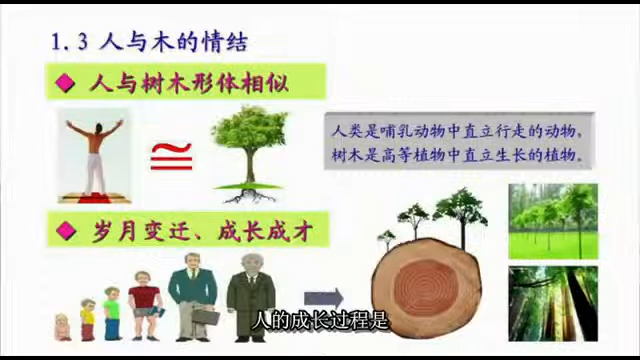 1.3 人与木的情结
◆ 人与树木形体相似
人类是哺乳动物中直立行走的动物。
树木是高等植物中直立生长的植物。
≌
◆ 岁月变迁、成长成才
人的成长过程是